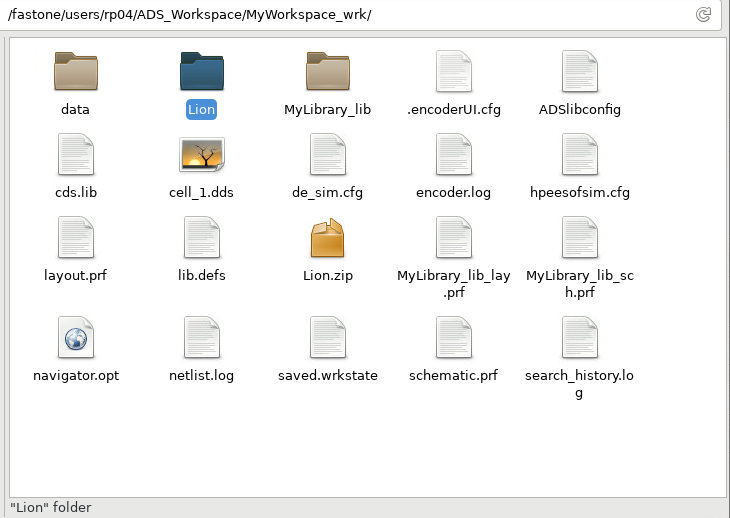 /fastone/users/rp04/ADS_Workspace/MyWorkspace_wrk/
data
Lion
MyLibrary_lib
.encoderUI.cfg
ADSlibconfig
cds.lib
cell_1.dds
de_sim.cfg
encoder.log
hpeesofsim.cfg
layout.prf
lib.defs
Lion.zip
MyLibrary_lib_lay
.prf
MyLibrary_lib_sc
h.prf
navigator.opt
netlist.log
saved.wrkstate
schematic.prf
search_history.lo
g
"Lion" folder